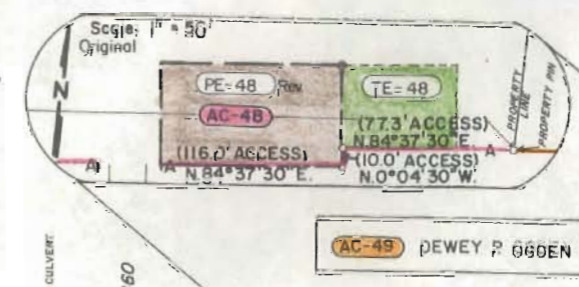 Scale: 1" = 50'
Original
N
PE-48 Rev.
TE-48
AC-48
(77.3' ACCESS)
N.84°37'30"E.
(116.0' ACCESS)
N.84°37'30"E.
(10.0' ACCESS)
N.0°04'30"W.
A
A
A
PROPERTY
LINE
PROPERTY PIN
AC-49 DEWEY P. OGDEN
CULVERT
60